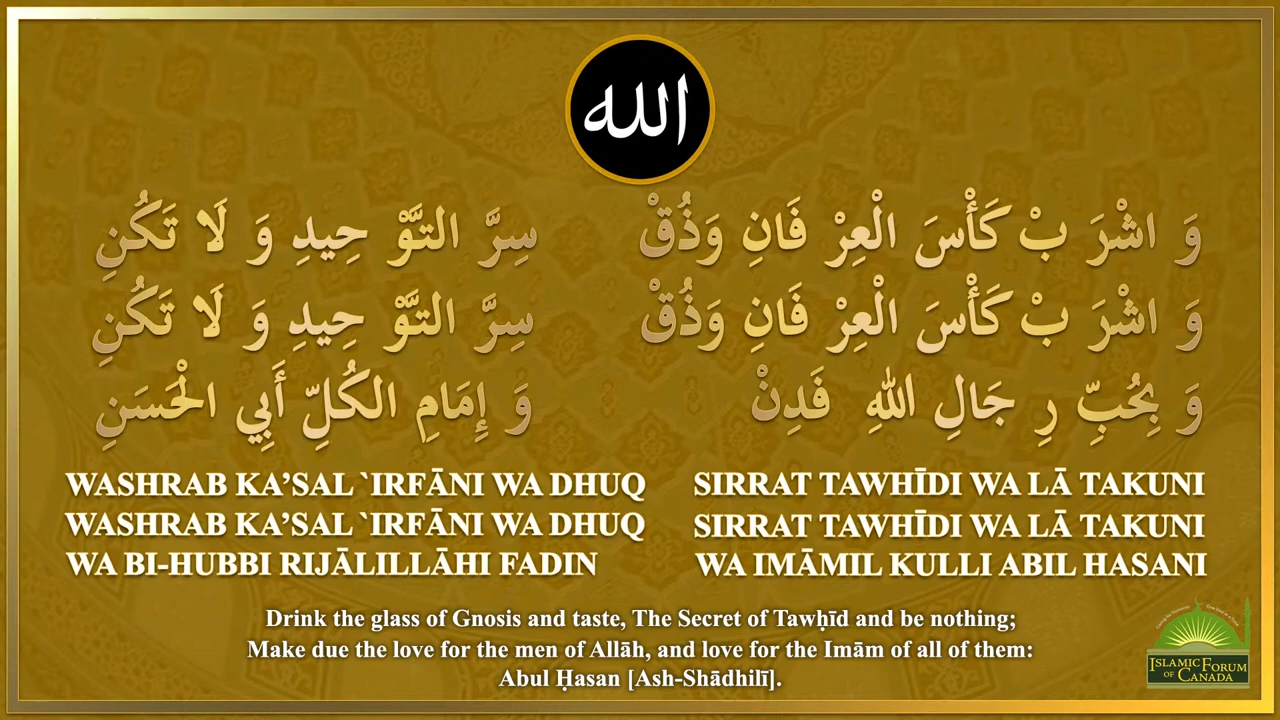 الله
وَ اشْرَ بْ كَأْسَ الْعِرْ فَانِ وَذُقْ سِرَّ التَّوْ حِيدِ وَ لَا تَكُنِ
وَ اشْرَ بْ كَأْسَ الْعِرْ فَانِ وَذُقْ سِرَّ التَّوْ حِيدِ وَ لَا تَكُنِ
وَ بِحُبِّ رِ جَالِ اللهِ فَدِنْ وَ إِمَامِ الكُلِّ أَبِي الْحَسَنِ
WASHRAB KA’SAL `IRFĀNI WA DHUQ SIRRAT TAWHĪDI WA LĀ TAKUNI
WASHRAB KA’SAL `IRFĀNI WA DHUQ SIRRAT TAWHĪDI WA LĀ TAKUNI
WA BI-HUBBI RIJĀLILLĀHI FADIN WA IMĀMIL KULLI ABIL HASANI
Drink the glass of Gnosis and taste, The Secret of Tawḥīd and be nothing;
Make due the love for the men of Allāh, and love for the Imām of all of them:
Abul Ḥasan [Ash-Shādhilī].
ISLAMIC FORUM
OF CANADA